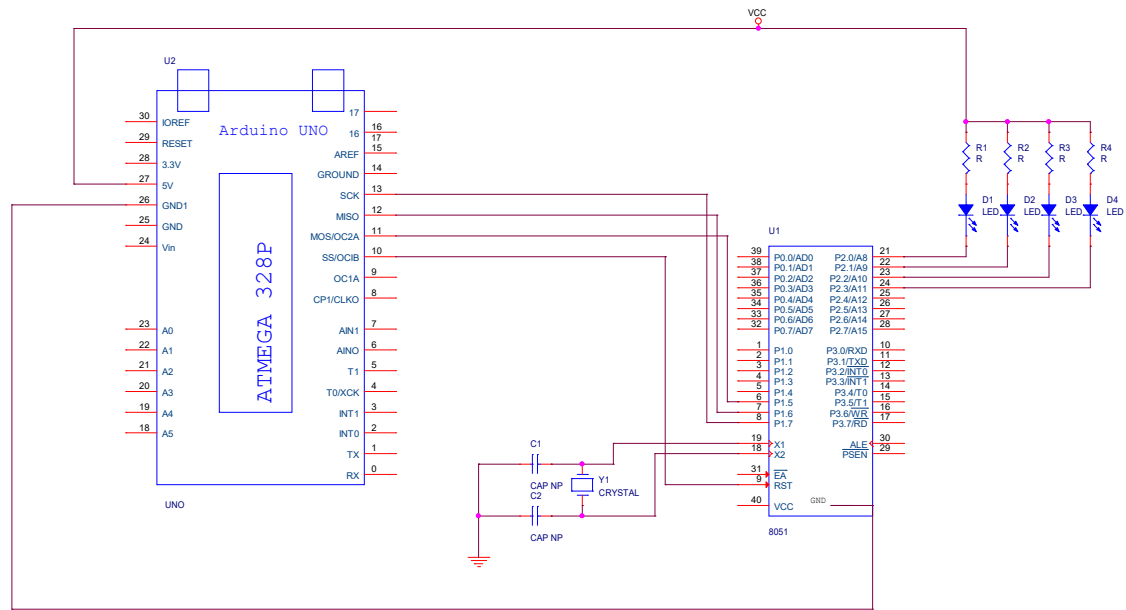 VCC
U2
Arduino UNO
ATMEGA 328P
30 IOREF
29 RESET
28 3.3V
27 5V
26 GND1
25 GND
24 Vin
23 A0
22 A1
21 A2
20 A3
19 A4
18 A5
17
16 16
17
AREF 15
GROUND 14
SCK 13
MISO 12
MOS/OC2A 11
SS/OCIB 10
OC1A 9
CP1/CLKO 8
AIN1 7
AINO 6
T1 5
T0/XCK 4
INT1 3
INT0 2
TX 1
RX 0
UNO
R1
R
R2
R
R3
R
R4
R
D1
LED
D2
LED
D3
LED
D4
LED
U1
39 P0.0/AD0
38 P0.1/AD1
37 P0.2/AD2
36 P0.3/AD3
35 P0.4/AD4
34 P0.5/AD5
33 P0.6/AD6
32 P0.7/AD7
1 P1.0
2 P1.1
3 P1.2
4 P1.3
5 P1.4
6 P1.5
7 P1.6
8 P1.7
19 X1
18 X2
31 EA
9 RST
40 VCC
GND
P2.0/A8 21
P2.1/A9 22
P2.2/A10 23
P2.3/A11 24
P2.4/A12 25
P2.5/A13 26
P2.6/A14 27
P2.7/A15 28
P3.0/RXD 10
P3.1/TXD 11
P3.2/INT0 12
P3.3/INT1 13
P3.4/T0 14
P3.5/T1 15
P3.6/WR 16
P3.7/RD 17
ALE 30
PSEN 29
8051
C1
CAP NP
C2
CAP NP
Y1
CRYSTAL